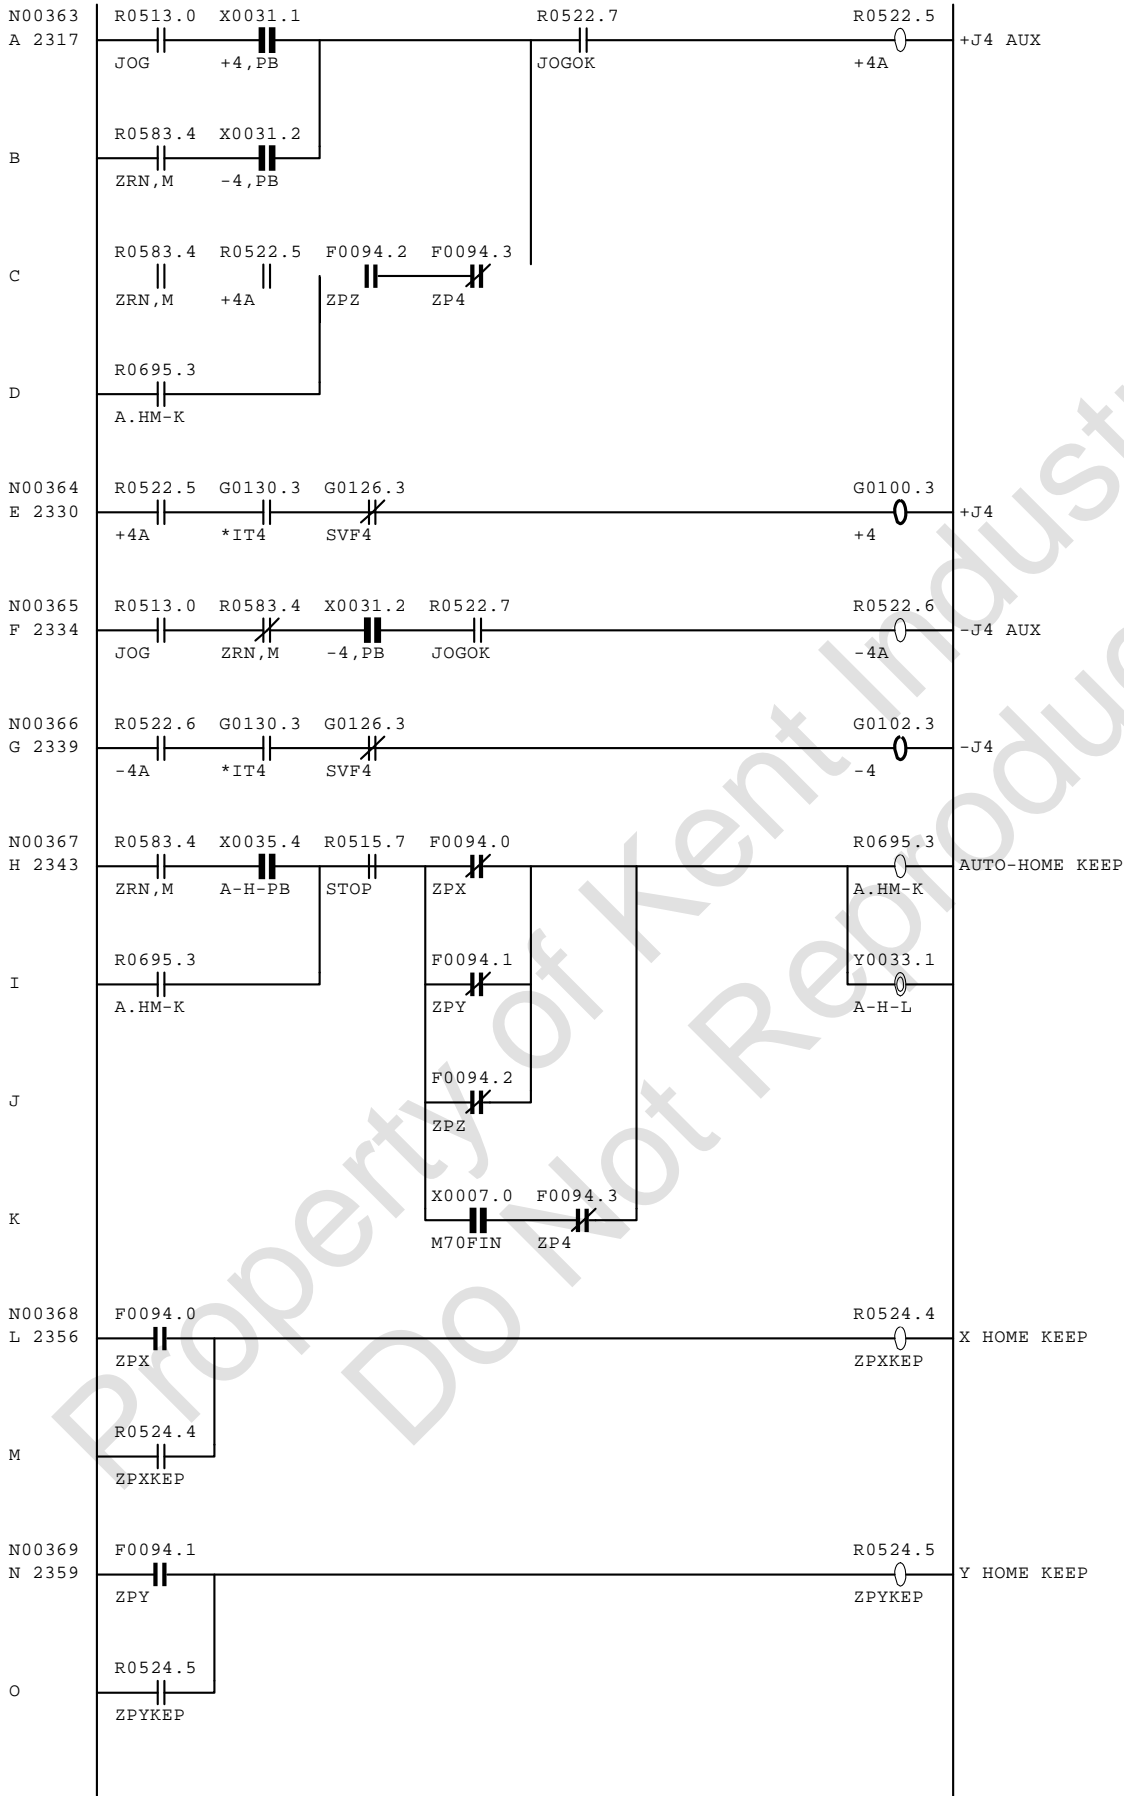 N00363 R0513.0 X0031.1 R0522.7 R0522.5
A 2317 +J4 AUX
JOG +4,PB JOGOK +4A
R0583.4 X0031.2
B
ZRN,M -4,PB
R0583.4 R0522.5 F0094.2 F0094.3
C
ZRN,M +4A ZPZ ZP4
R0695.3
D
A.HM-K
N00364 R0522.5 G0130.3 G0126.3 G0100.3
E 2330 +J4
+4A *IT4 SVF4 +4
N00365 R0513.0 R0583.4 X0031.2 R0522.7 R0522.6
F 2334 -J4 AUX
JOG ZRN,M -4,PB JOGOK -4A
N00366 R0522.6 G0130.3 G0126.3 G0102.3
G 2339 -J4
-4A *IT4 SVF4 -4
N00367 R0583.4 X0035.4 R0515.7 F0094.0 R0695.3
H 2343 AUTO-HOME KEEP
ZRN,M A-H-PB STOP ZPX A.HM-K
R0695.3 F0094.1 Y0033.1
I
A.HM-K ZPY A-H-L
F0094.2
J
ZPZ
X0007.0 F0094.3
K
M70FIN ZP4
N00368 F0094.0 R0524.4
L 2356 X HOME KEEP
ZPX ZPXKEP
R0524.4
M
ZPXKEP
N00369 F0094.1 R0524.5
N 2359 Y HOME KEEP
ZPY ZPYKEP
R0524.5
O
ZPYKEP
Property of Kent Industr
Do Not Reproduc